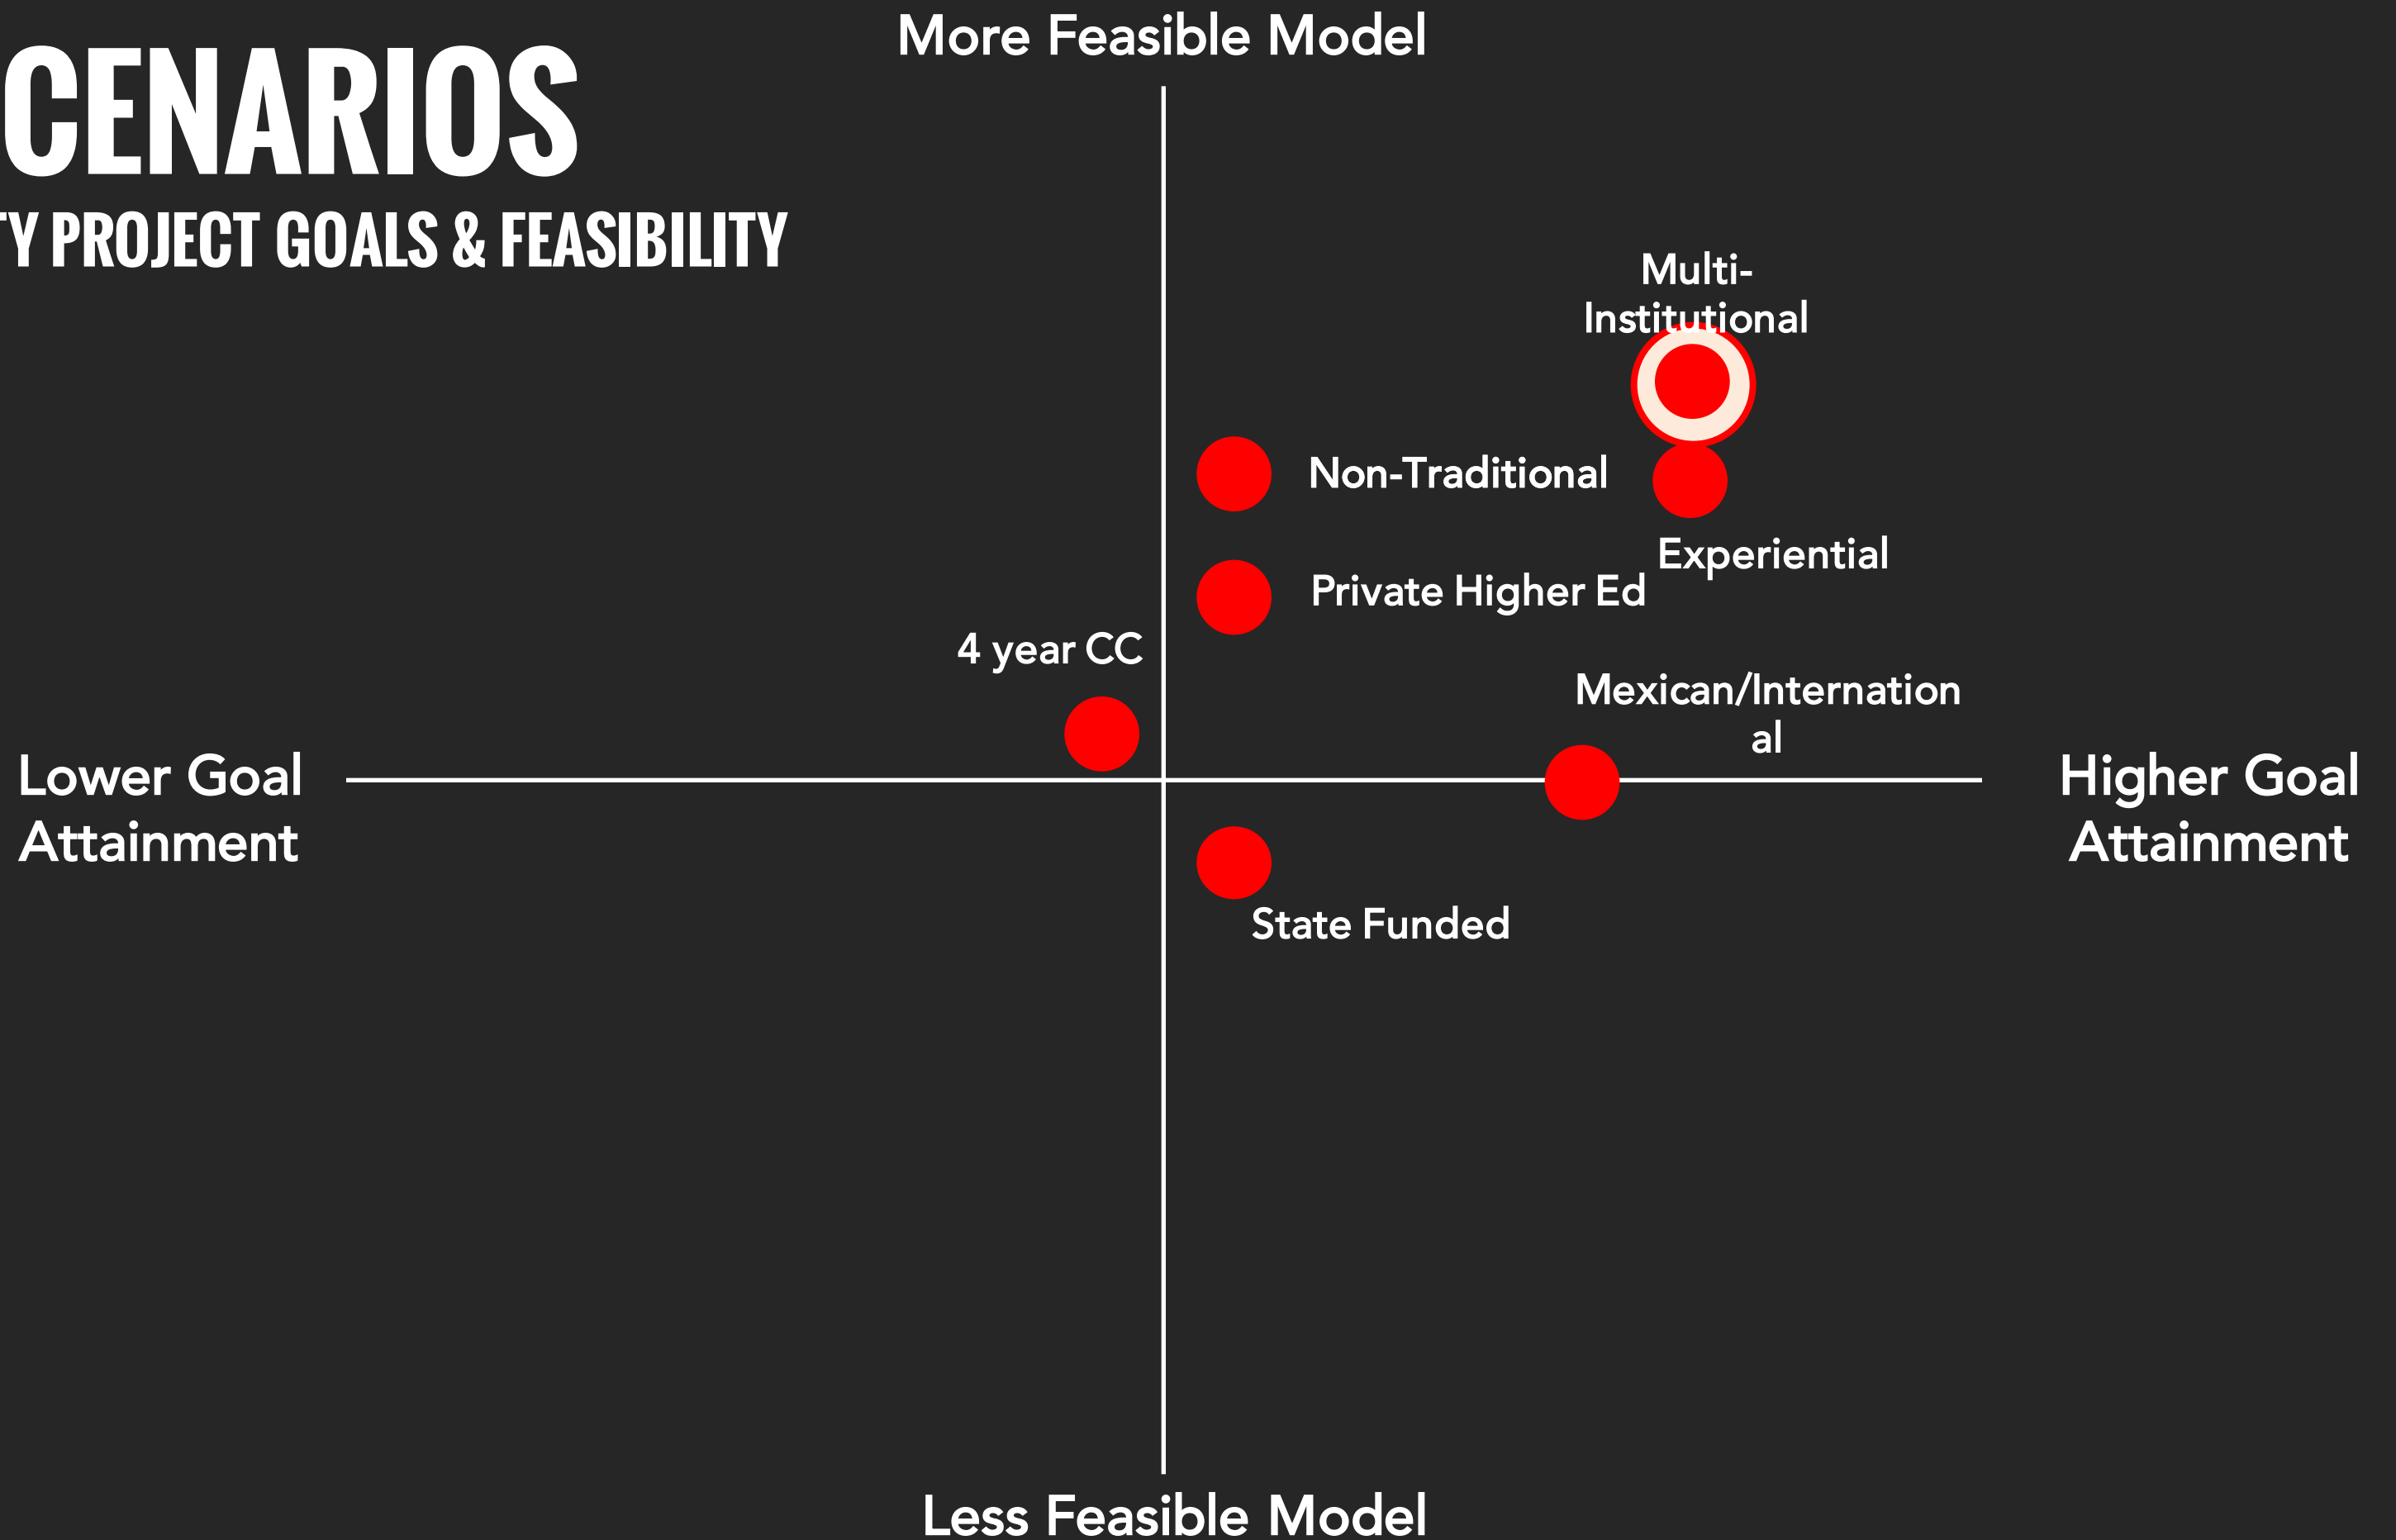 More Feasible Model
CENARIOS
TY PROJECT GOALS & FEASIBILITY
Multi-
Institutional
Non-Traditional
Experiential
Private Higher Ed
4 year CC
Mexican/Internation
al
Lower Goal
Attainment
Higher Goal
Attainment
State Funded
Less Feasible Model